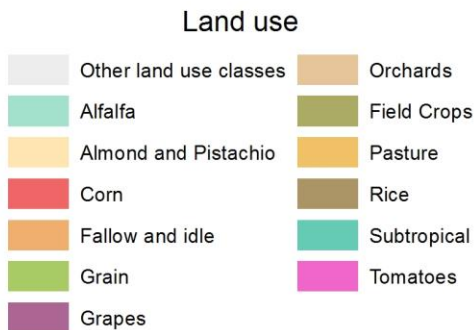 Land use
Other land use classes
Alfalfa
Almond and Pistachio
Corn
Fallow and idle
Grain
Grapes
Orchards
Field Crops
Pasture
Rice
Subtropical
Tomatoes